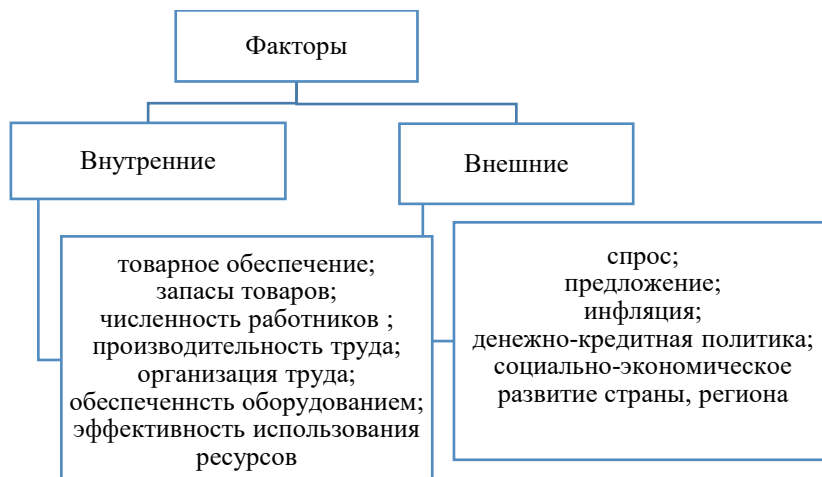 Факторы
Внутренние
Внешние
товарное обеспечение;
запасы товаров;
численность работников ;
производительность труда;
организация труда;
обеспеченнсть оборудованием;
эффективность использования
ресурсов
спрос;
предложение;
инфляция;
денежно-кредитная политика;
социально-экономическое
развитие страны, региона